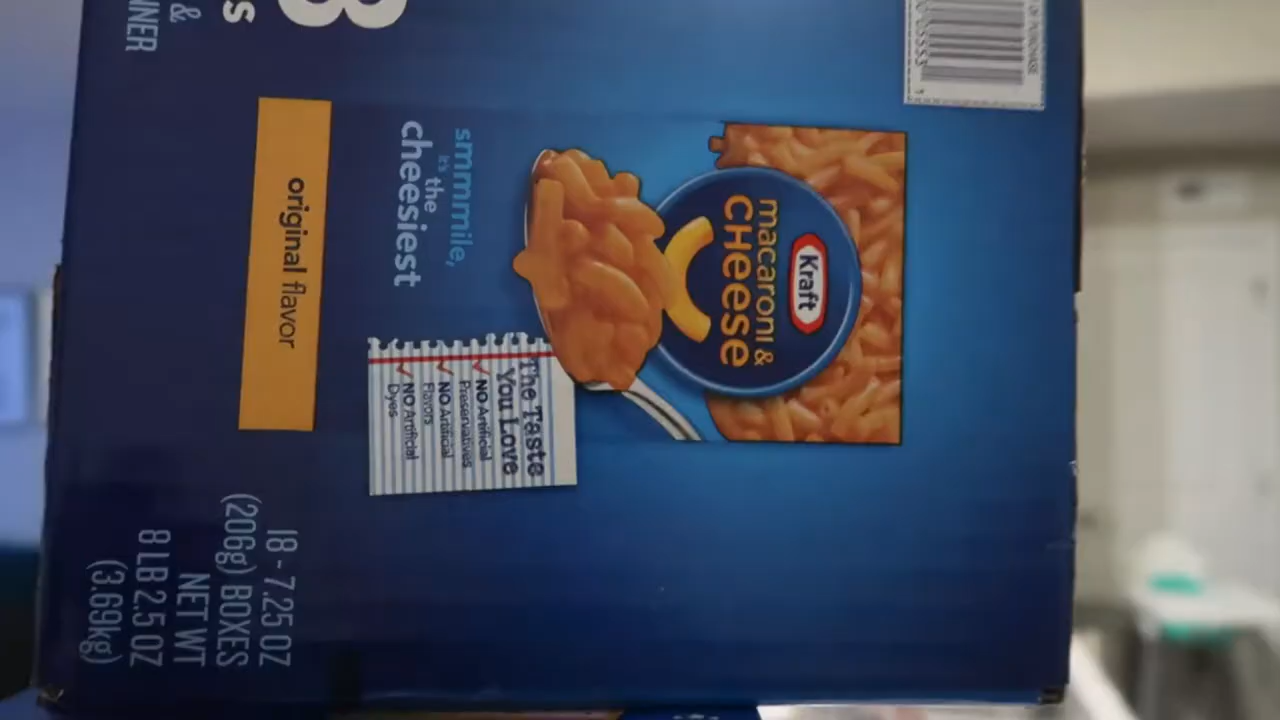 Kraft
macaroni &
CHEESE
smmmile,
it's the
cheesiest
The Taste
You Love
NO Artificial
Preservatives
NO Artificial
Flavors
NO Artificial
Dyes
original flavor
18 - 7.25 OZ
(206g) BOXES
NET WT
8 LB 2.5 OZ
(3.69kg)
8
&